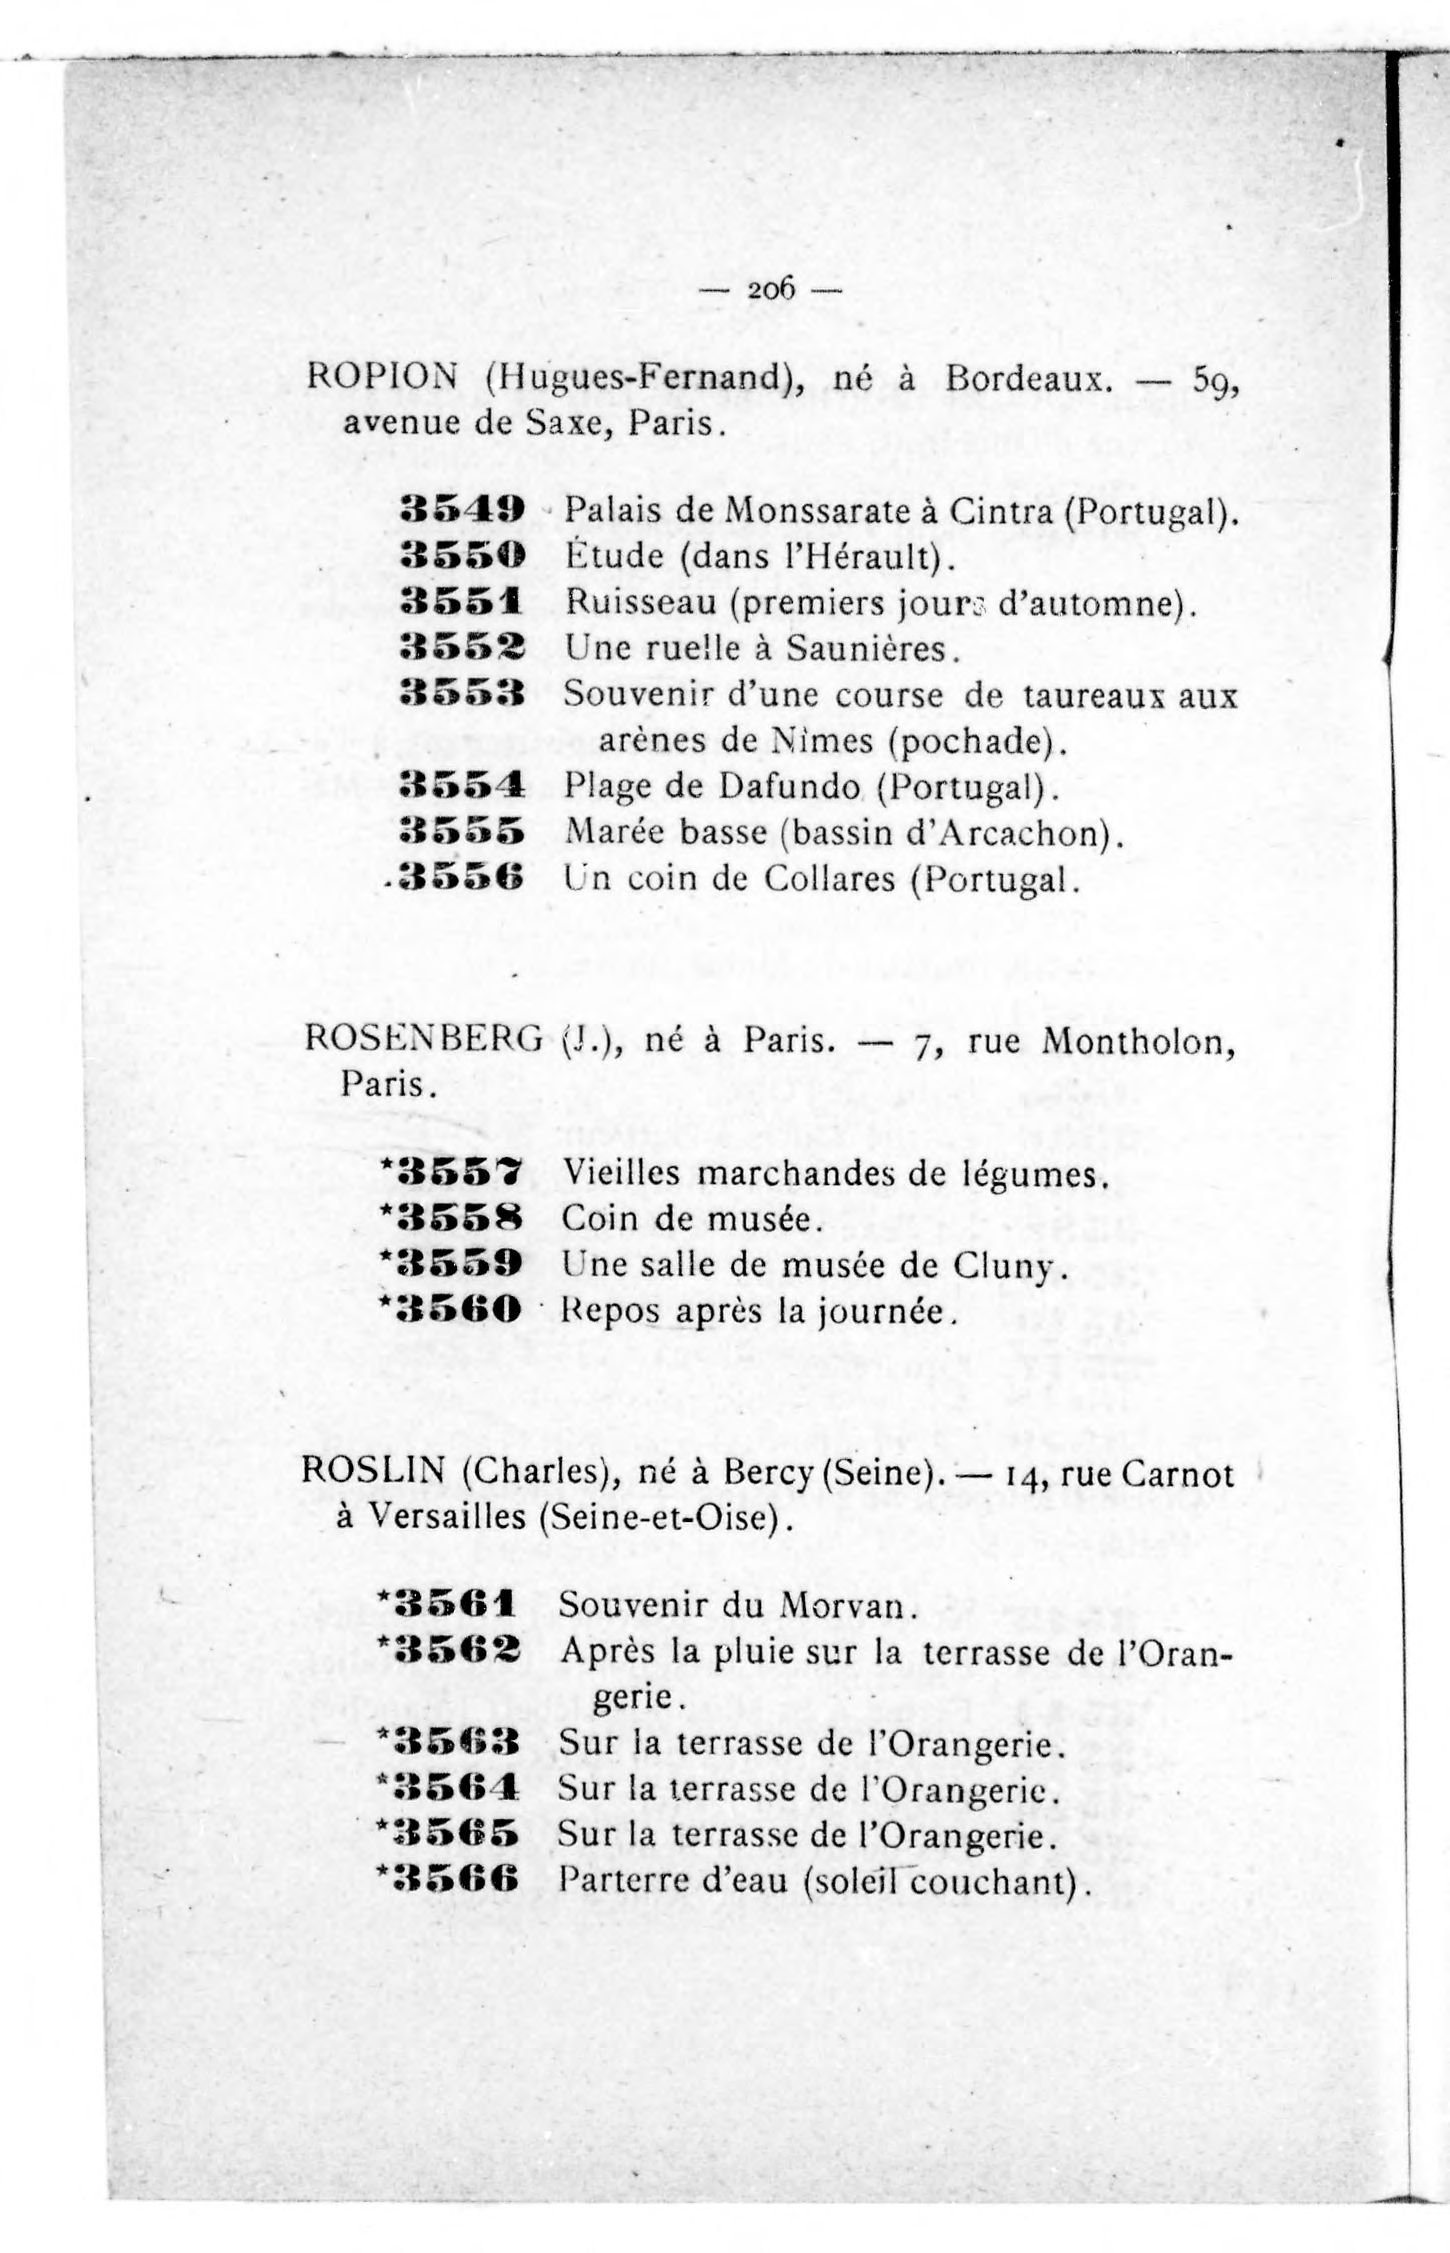 — 206 —
ROPION (Hugues-Fernand), né à Bordeaux. — 59,
avenue de Saxe, Paris.
3549 Palais de Monssarate à Cintra (Portugal).
3550 Étude (dans l'Hérault).
3551 Ruisseau (premiers jours d'automne).
3552 Une ruelle à Saunières.
3553 Souvenir d'une course de taureaux aux
arènes de Nîmes (pochade).
3554 Plage de Dafundo (Portugal).
3555 Marée basse (bassin d'Arcachon).
3556 Un coin de Collares (Portugal.
ROSENBERG (J.), né à Paris. — 7, rue Montholon,
Paris.
*3557 Vieilles marchandes de légumes.
*3558 Coin de musée.
*3559 Une salle de musée de Cluny.
*3560 Repos après la journée.
ROSLIN (Charles), né à Bercy (Seine). — 14, rue Carnot
à Versailles (Seine-et-Oise).
*3561 Souvenir du Morvan.
*3562 Après la pluie sur la terrasse de l'Oran-
gerie.
*3563 Sur la terrasse de l'Orangerie.
*3564 Sur la terrasse de l'Orangerie.
*3565 Sur la terrasse de l'Orangerie.
*3566 Parterre d'eau (soleil couchant).